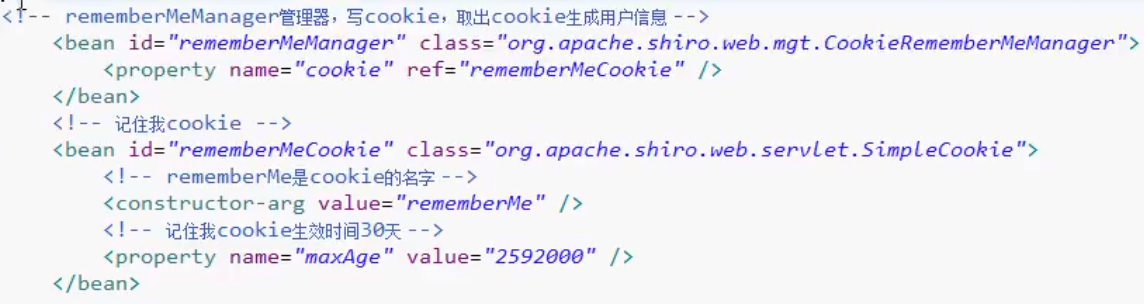 <!-- rememberMeManager管理器，写cookie，取出cookie生成用户信息 -->
<bean id="rememberMeManager" class="org.apache.shiro.web.mgt.CookieRememberMeManager">
<property name="cookie" ref="rememberMeCookie" />
</bean>
<!-- 记住我cookie -->
<bean id="rememberMeCookie" class="org.apache.shiro.web.servlet.SimpleCookie">
<!-- rememberMe是cookie的名字 -->
<constructor-arg value="rememberMe" />
<!-- 记住我cookie生效时间30天 -->
<property name="maxAge" value="2592000" />
</bean>